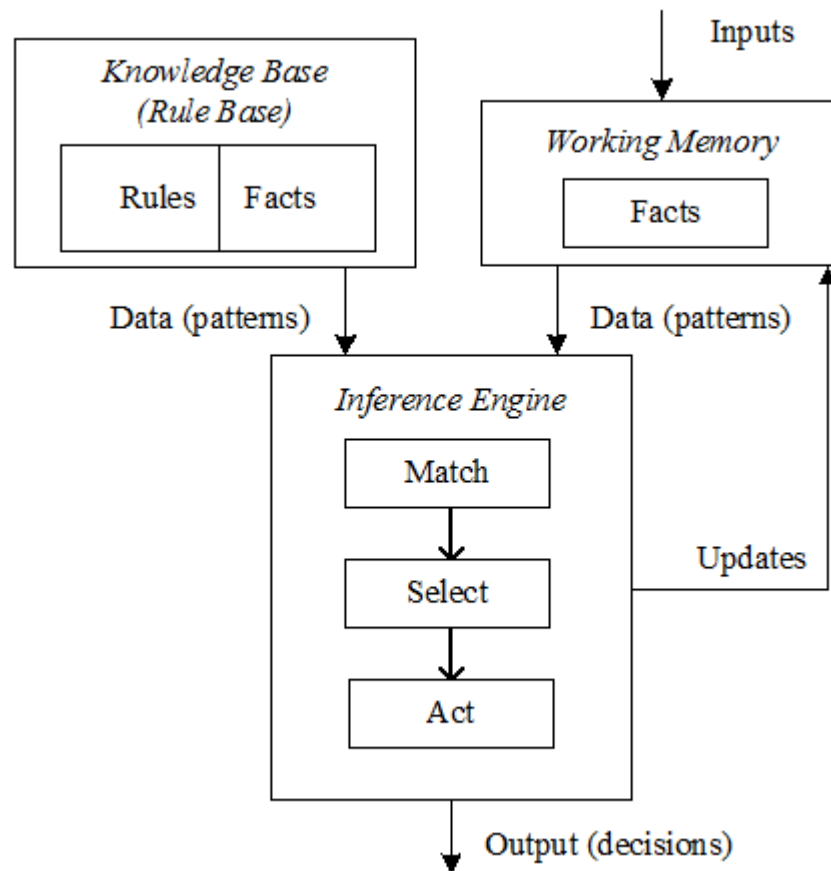 Inputs
Knowledge Base
(Rule Base)
Rules
Facts
Working Memory
Facts
Data (patterns)
Data (patterns)
Inference Engine
Match
Select
Act
Updates
Output (decisions)